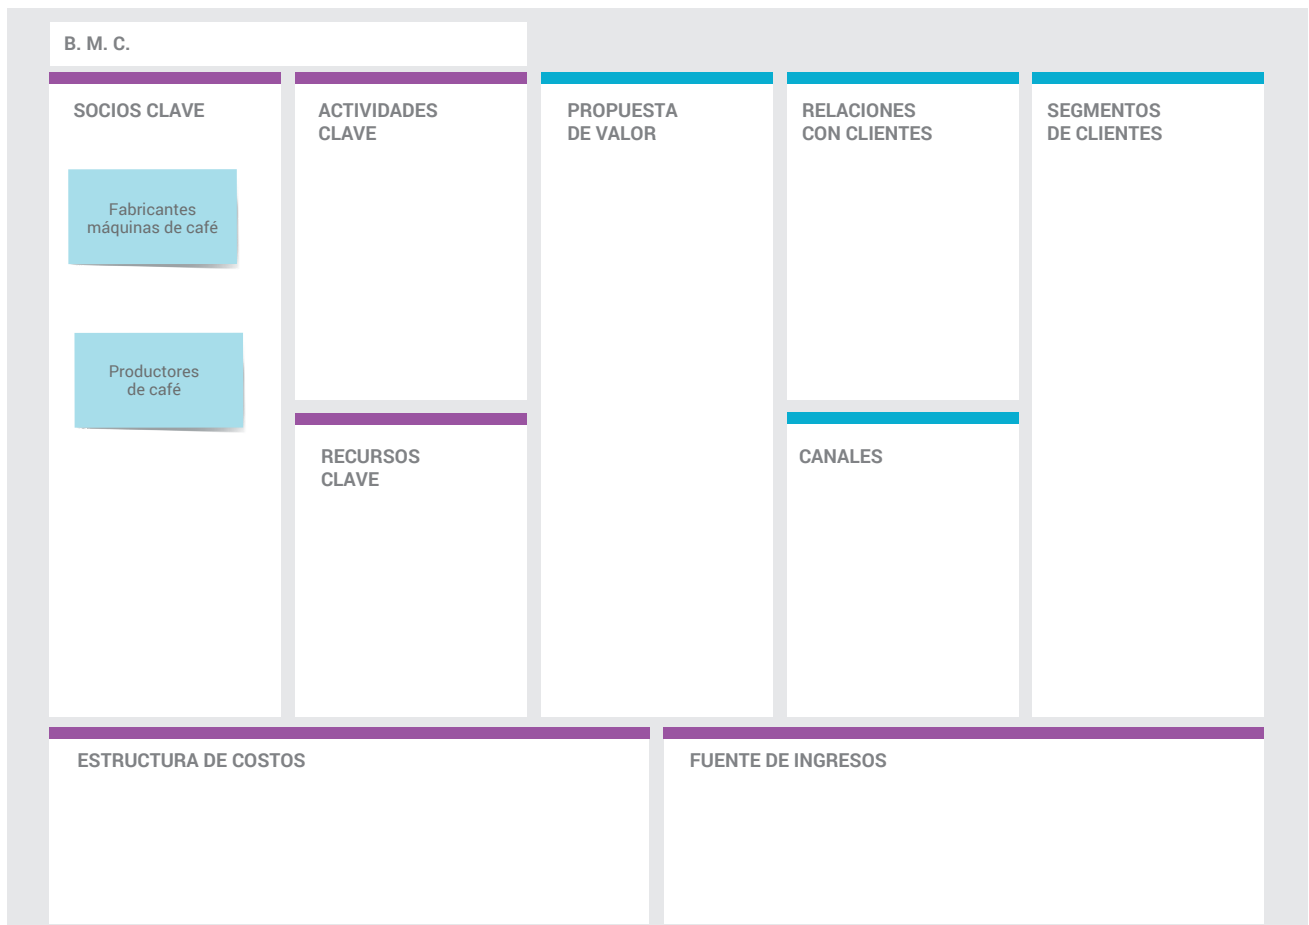 B. M. C.
SOCIOS CLAVE
Fabricantes
máquinas de café
Productores
de café
ACTIVIDADES
CLAVE
RECURSOS
CLAVE
PROPUESTA
DE VALOR
RELACIONES
CON CLIENTES
CANALES
SEGMENTOS
DE CLIENTES
ESTRUCTURA DE COSTOS
FUENTE DE INGRESOS